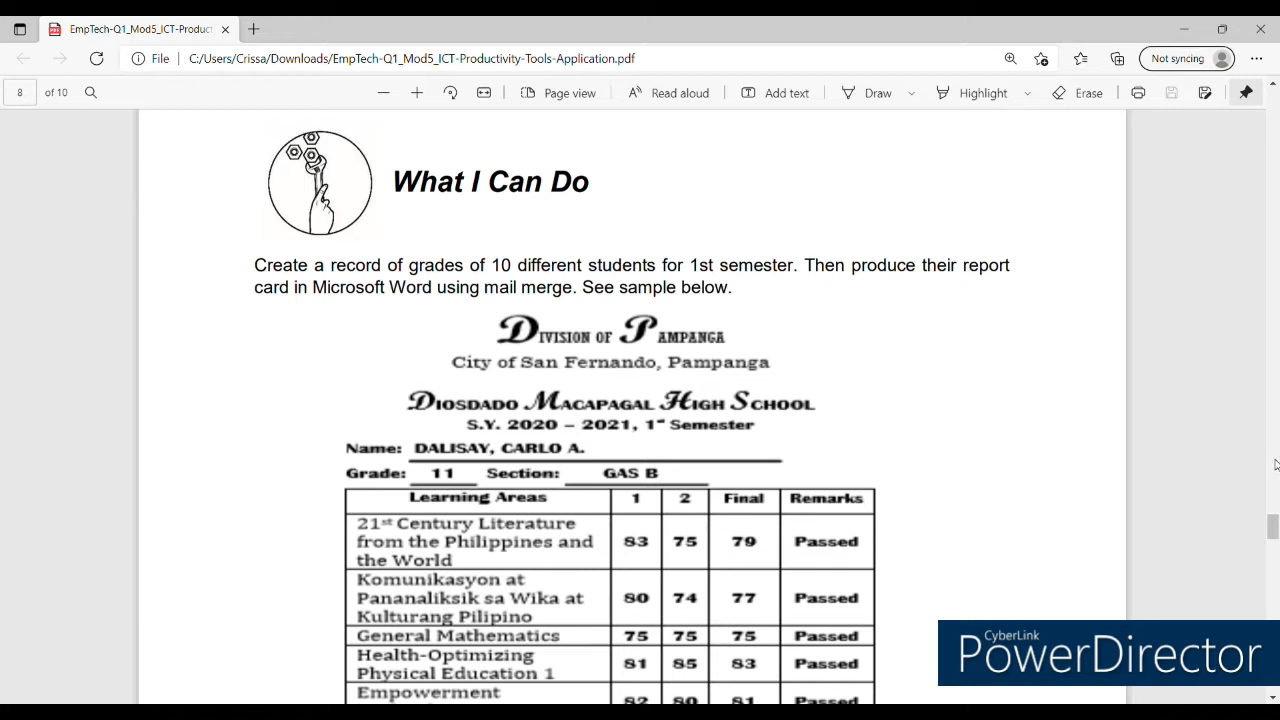 EmpTech-Q1_Mod5_ICT-Product
File
C:/Users/Crissa/Downloads/EmpTech-Q1_Mod5_ICT-Productivity-Tools-Application.pdf
Not syncing
8 of 10
Page view
Read aloud
Add text
Draw
Highlight
Erase
What I Can Do
Create a record of grades of 10 different students for 1st semester. Then produce their report
card in Microsoft Word using mail merge. See sample below.
DIVISION OF PAMPANGA
City of San Fernando, Pampanga
DIOSDADO MACAPAGAL HIGH SCHOOL
S.Y. 2020 – 2021, 1st Semester
Name: DALISAY, CARLO A.
Grade: 11 Section: GAS B
Learning Areas 1 2 Final Remarks
21st Century Literature
from the Philippines and 83 75 79 Passed
the World
Komunikasyon at
Pananaliksik sa Wika at 80 74 77 Passed
Kulturang Pilipino
General Mathematics 75 75 75 Passed
Health-Optimizing
Physical Education 1 81 85 83 Passed
Empowerment
82 80 81 Passed
CyberLink
PowerDirector